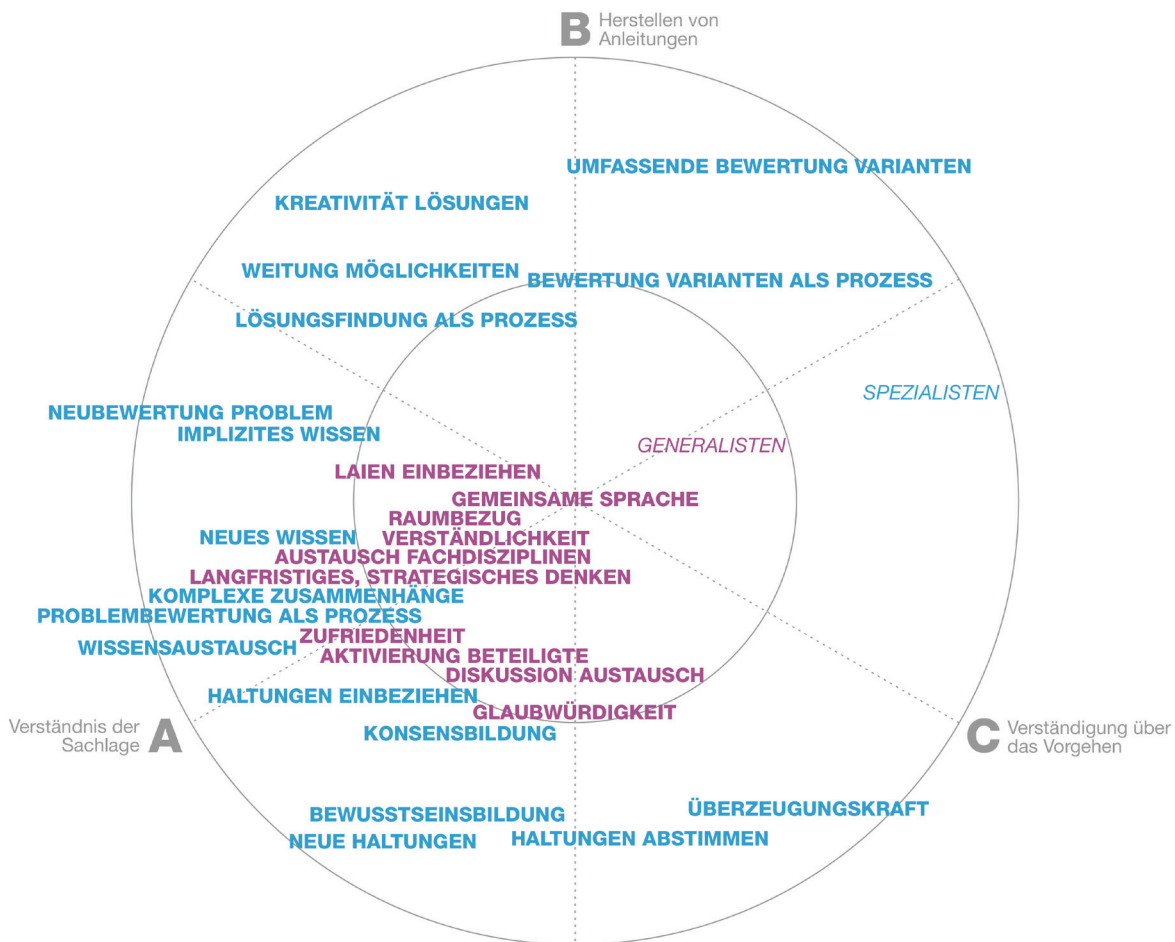 B Herstellen von
Anleitungen
UMFASSENDE BEWERTUNG VARIANTEN
KREATIVITÄT LÖSUNGEN
WEITUNG MÖGLICHKEITEN
BEWERTUNG VARIANTEN ALS PROZESS
LÖSUNGSFINDUNG ALS PROZESS
SPEZIALISTEN
NEUBEWERTUNG PROBLEM
IMPLIZITES WISSEN
GENERALISTEN
LAIEN EINBEZIEHEN
GEMEINSAME SPRACHE
RAUMBEZUG
NEUES WISSEN
VERSTÄNDLICHKEIT
AUSTAUSCH FACHDISZIPLINEN
LANGFRISTIGES, STRATEGISCHES DENKEN
KOMPLEXE ZUSAMMENHÄNGE
PROBLEMBEWERTUNG ALS PROZESS
ZUFRIEDENHEIT
WISSENSAUSTAUSCH
AKTIVIERUNG BETEILIGTE
DISKUSSION AUSTAUSCH
HALTUNGEN EINBEZIEHEN
GLAUBWÜRDIGKEIT
KONSENSBILDUNG
Verständnis der
Sachlage A
C Verständigung über
das Vorgehen
ÜBERZEUGUNGSKRAFT
BEWUSSTSEINSBILDUNG
HALTUNGEN ABSTIMMEN
NEUE HALTUNGEN